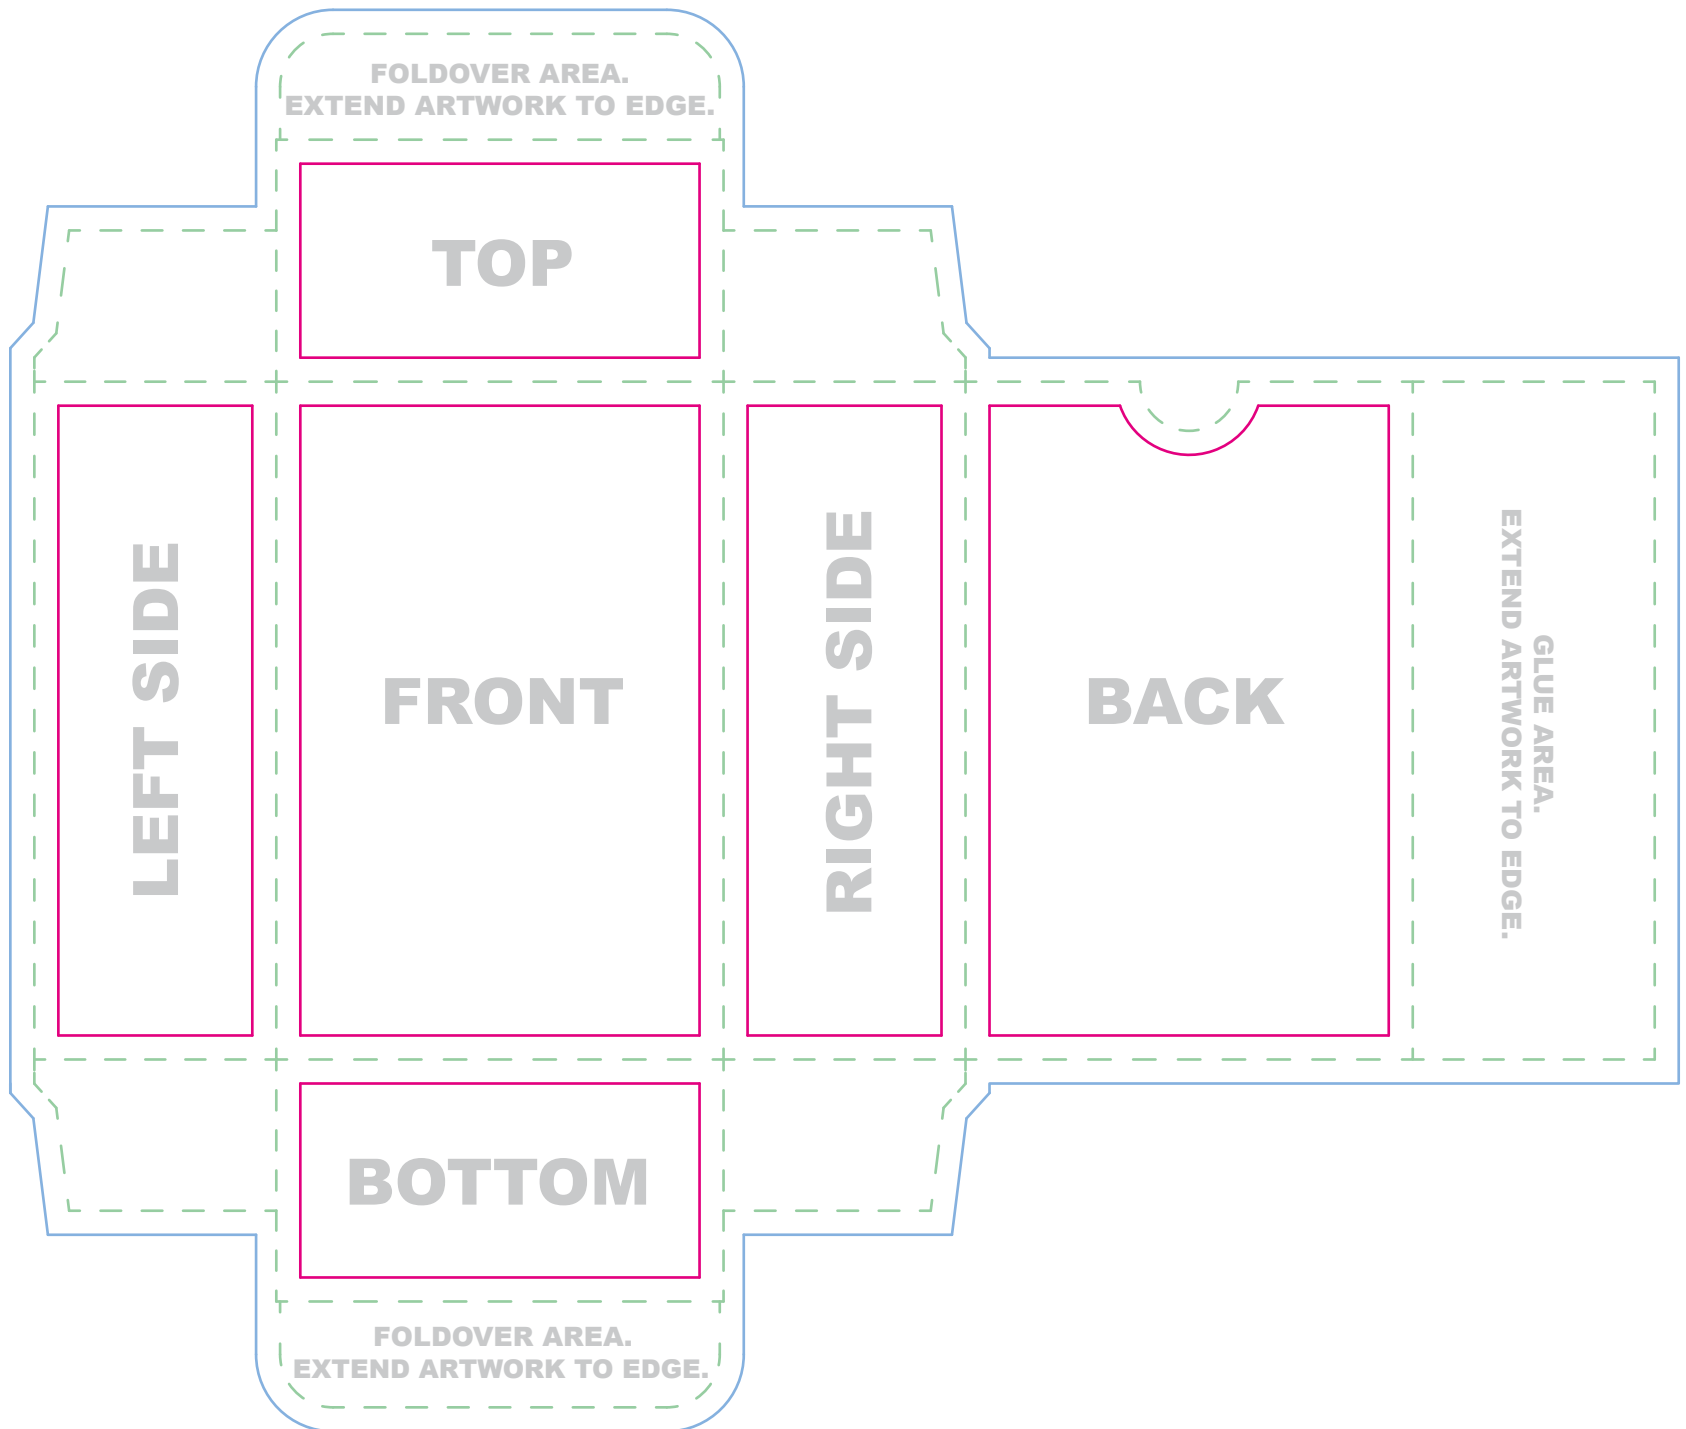 FOLDOVER AREA.
EXTEND ARTWORK TO EDGE.
TOP
LEFT SIDE
FRONT
RIGHT SIDE
BACK
GLUE AREA.
EXTEND ARTWORK TO EDGE.
BOTTOM
FOLDOVER AREA.
EXTEND ARTWORK TO EDGE.